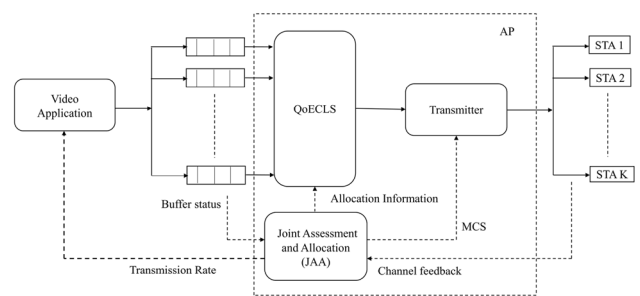 AP
STA 1
STA 2
STA K
Video
Application
QoECLS
Transmitter
Buffer status
Allocation Information
Joint Assessment
and Allocation
(JAA)
MCS
Transmission Rate
Channel feedback